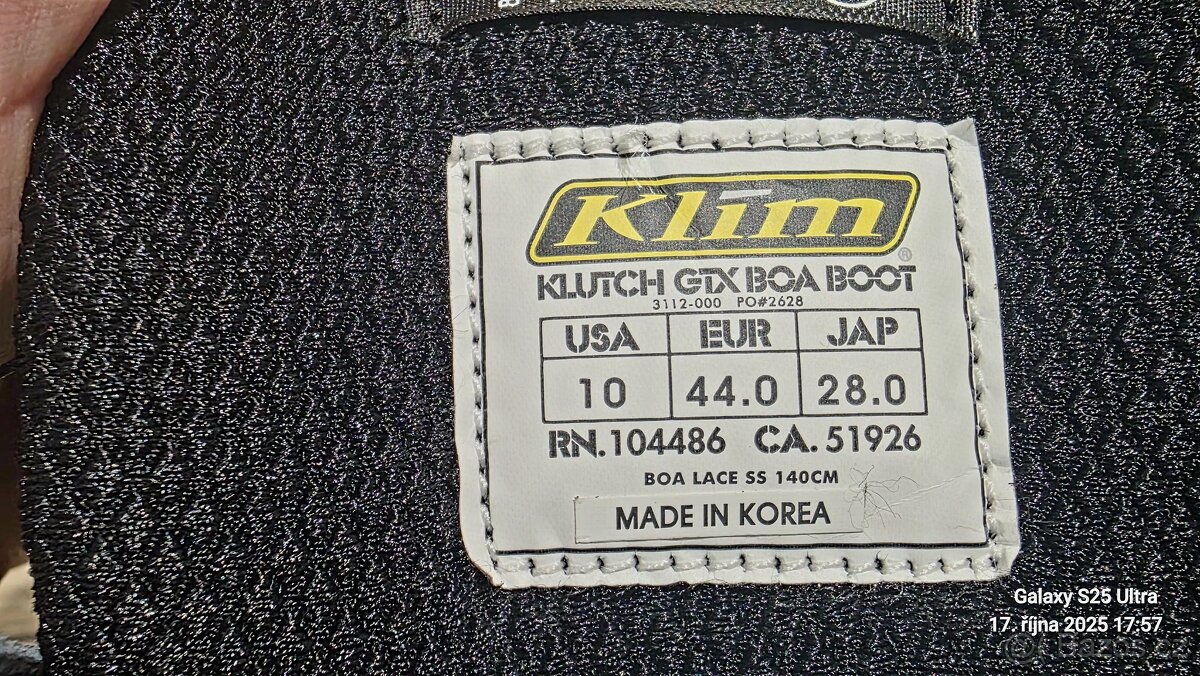 Klim
®
KLUTCH GTX BOA BOOT
3112-000 PO#2628
USA EUR JAP
10 44.0 28.0
RN.104486 CA.51926
BOA LACE SS 140CM
MADE IN KOREA
Galaxy S25 Ultra
17. října 2025 17:57